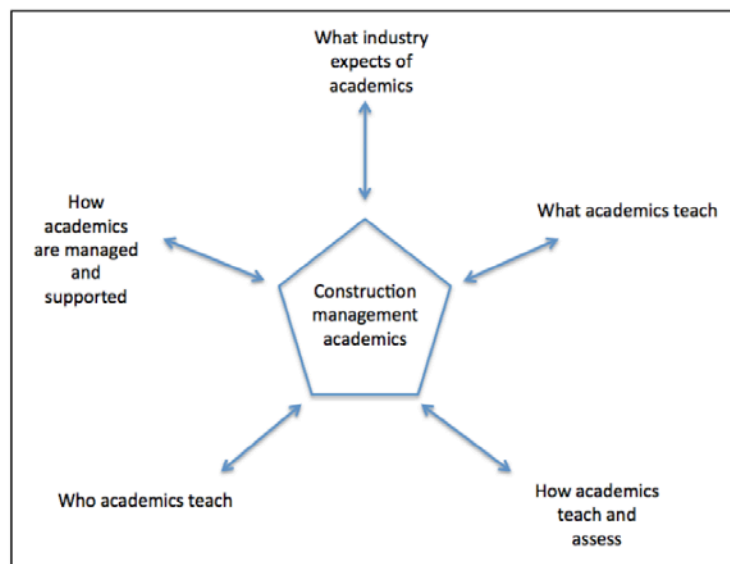 What industry
expects of
academics
How
academics
are managed
and
supported
What academics teach
Construction
management
academics
Who academics teach
How academics
teach and
assess